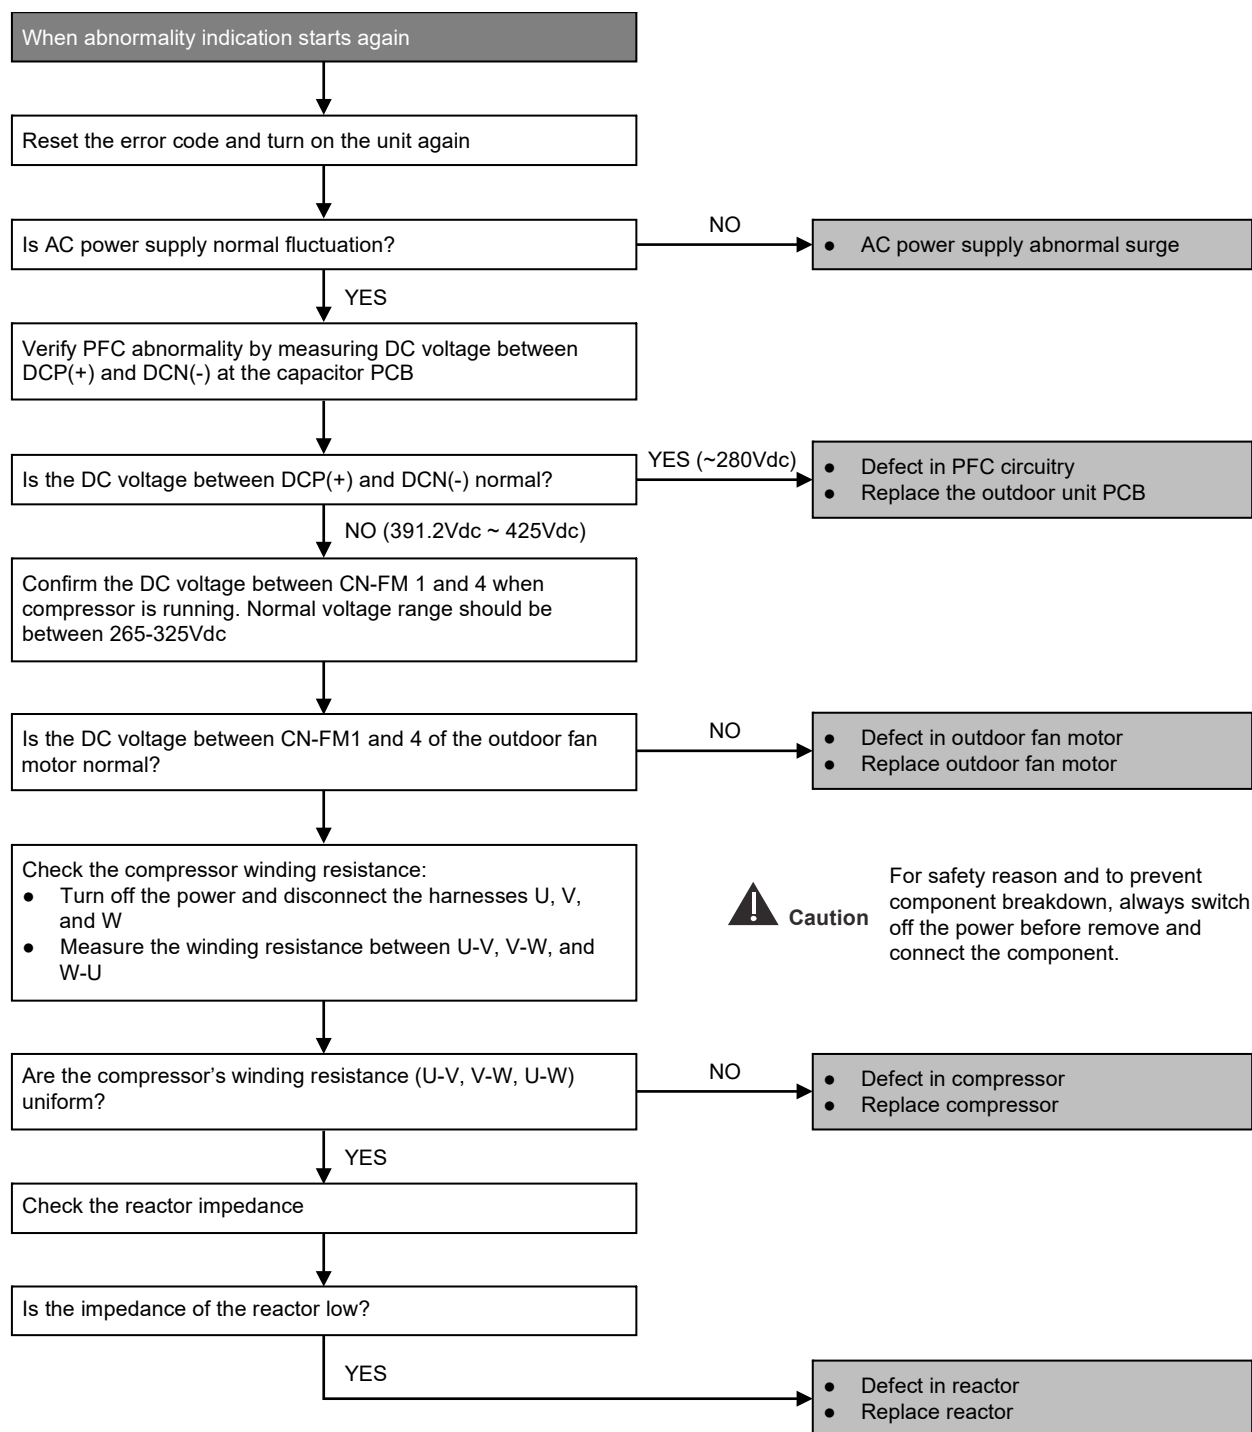 When abnormality indication starts again
Reset the error code and turn on the unit again
Is AC power supply normal fluctuation?
NO
● AC power supply abnormal surge
YES
Verify PFC abnormality by measuring DC voltage between
DCP(+) and DCN(-) at the capacitor PCB
Is the DC voltage between DCP(+) and DCN(-) normal?
YES (~280Vdc)
● Defect in PFC circuitry
● Replace the outdoor unit PCB
NO (391.2Vdc ~ 425Vdc)
Confirm the DC voltage between CN-FM 1 and 4 when
compressor is running. Normal voltage range should be
between 265-325Vdc
Is the DC voltage between CN-FM1 and 4 of the outdoor fan
motor normal?
NO
● Defect in outdoor fan motor
● Replace outdoor fan motor
Check the compressor winding resistance:
● Turn off the power and disconnect the harnesses U, V,
and W
● Measure the winding resistance between U-V, V-W, and
W-U
Caution
For safety reason and to prevent
component breakdown, always switch
off the power before remove and
connect the component.
Are the compressor’s winding resistance (U-V, V-W, U-W)
uniform?
NO
● Defect in compressor
● Replace compressor
YES
Check the reactor impedance
Is the impedance of the reactor low?
YES
● Defect in reactor
● Replace reactor